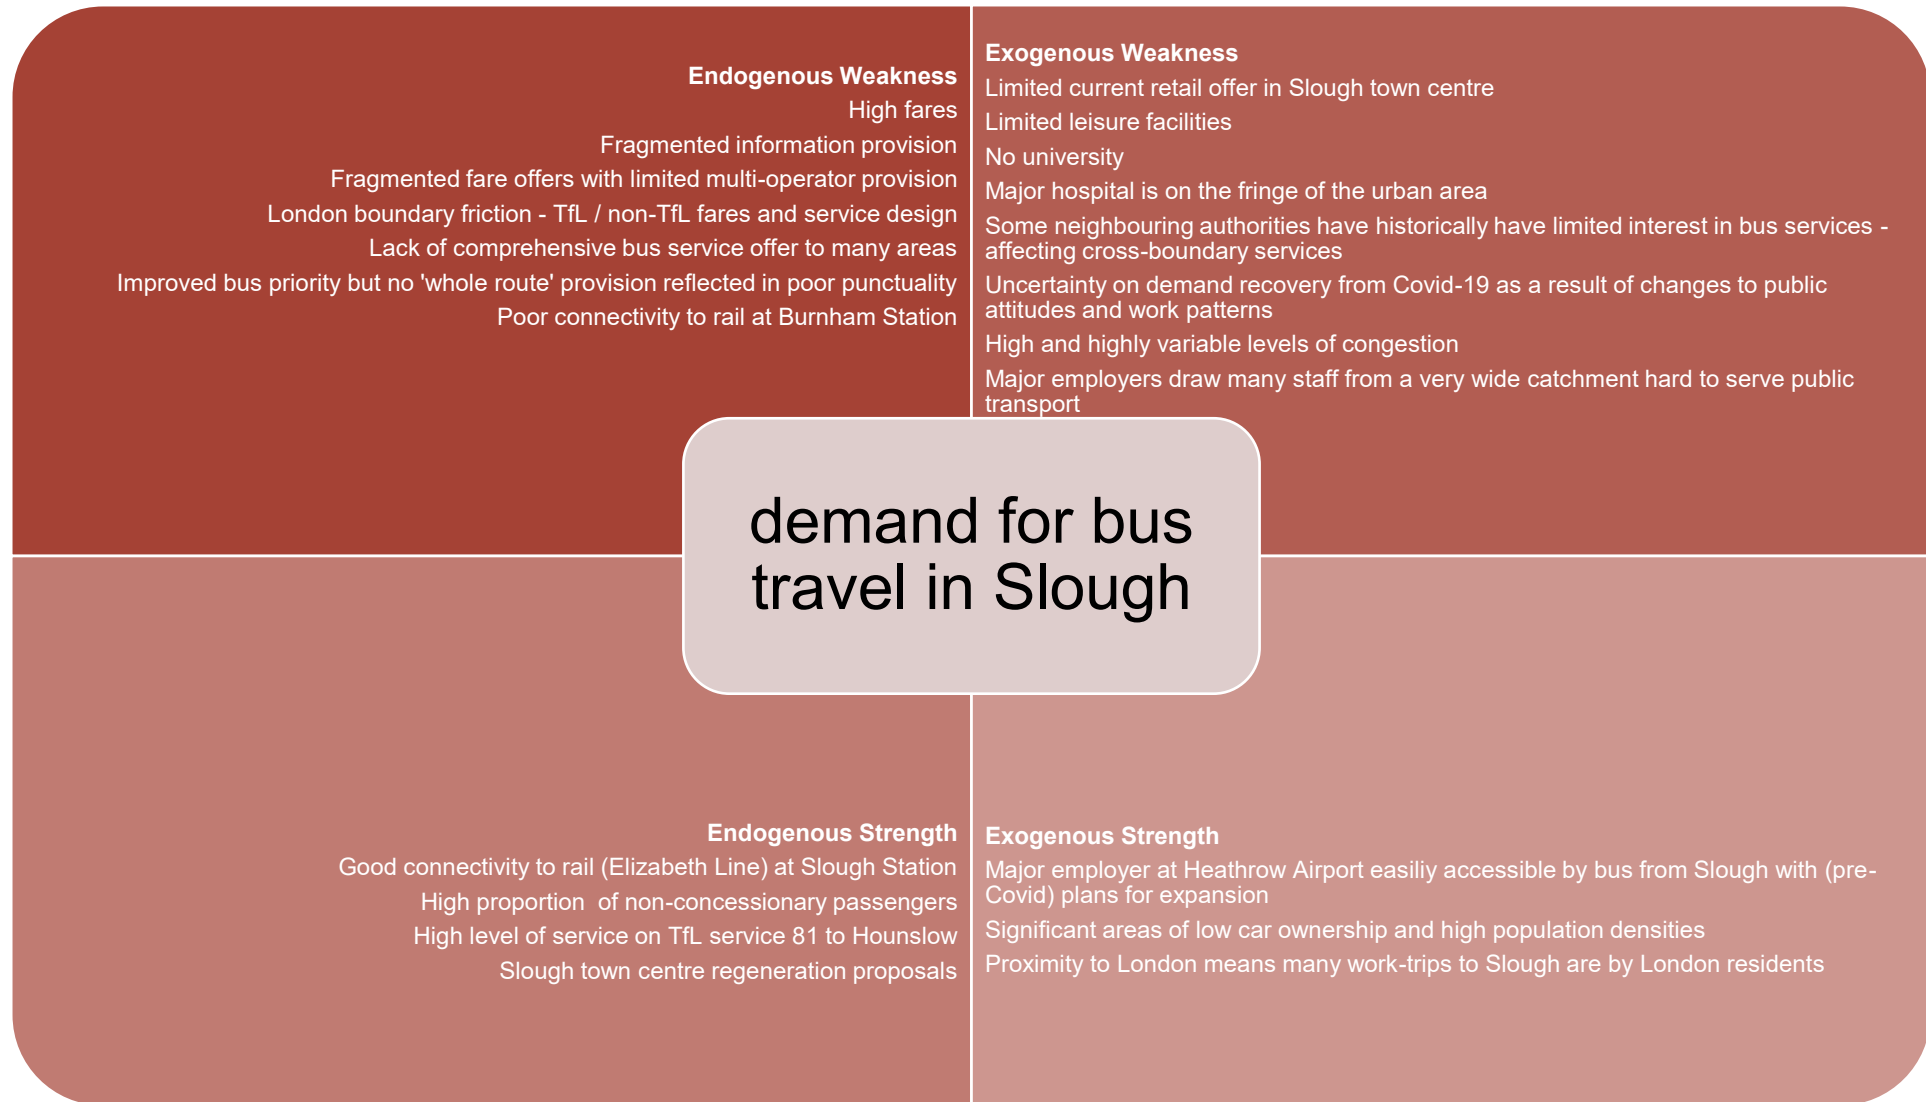 Endogenous Weakness
High fares
Fragmented information provision
Fragmented fare offers with limited multi-operator provision
London boundary friction - TfL / non-TfL fares and service design
Lack of comprehensive bus service offer to many areas
Improved bus priority but no 'whole route' provision reflected in poor punctuality
Poor connectivity to rail at Burnham Station
Exogenous Weakness
Limited current retail offer in Slough town centre
Limited leisure facilities
No university
Major hospital is on the fringe of the urban area
Some neighbouring authorities have historically have limited interest in bus services -
affecting cross-boundary services
Uncertainty on demand recovery from Covid-19 as a result of changes to public
attitudes and work patterns
High and highly variable levels of congestion
Major employers draw many staff from a very wide catchment hard to serve public
transport
demand for bus
travel in Slough
Endogenous Strength
Good connectivity to rail (Elizabeth Line) at Slough Station
High proportion  of non-concessionary passengers
High level of service on TfL service 81 to Hounslow
Slough town centre regeneration proposals
Exogenous Strength
Major employer at Heathrow Airport easiliy accessible by bus from Slough with (pre-
Covid) plans for expansion
Significant areas of low car ownership and high population densities
Proximity to London means many work-trips to Slough are by London residents